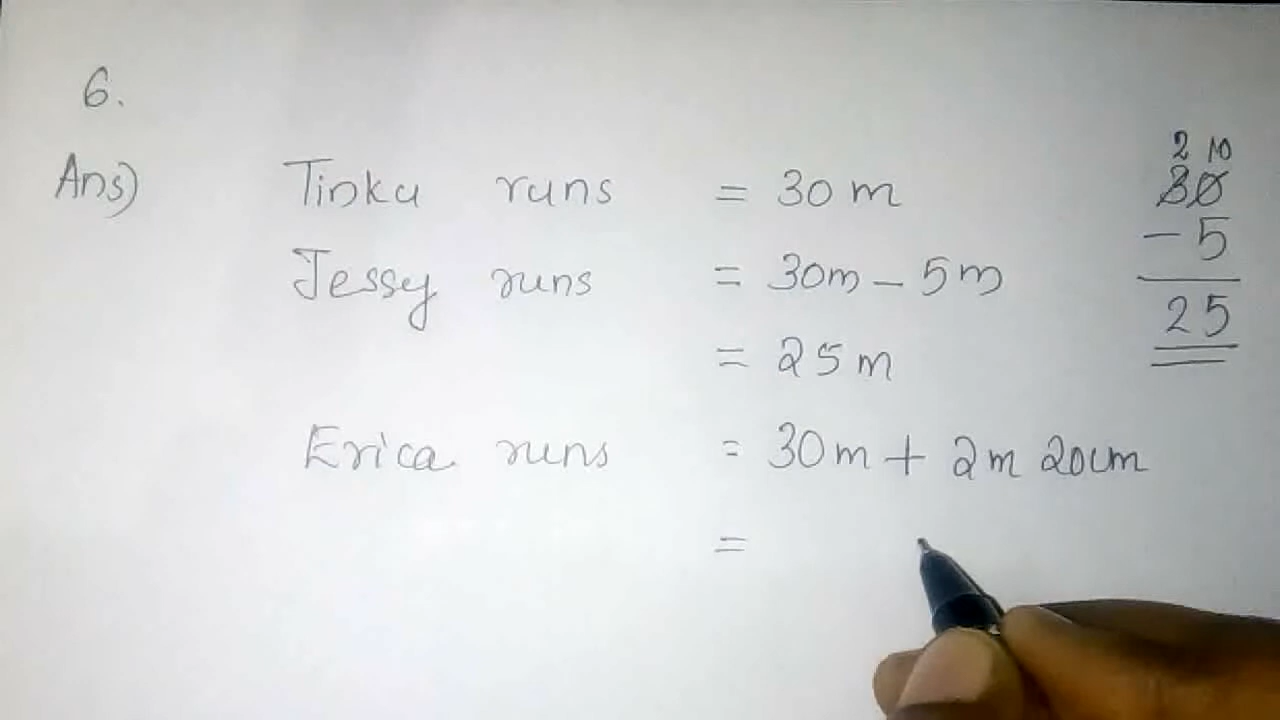 6.
Ans) Tinku runs = 30 m
Jessy runs = 30m - 5m
= 25 m
Erica runs = 30m + 2m 20cm
=
2 10
30
- 5
25